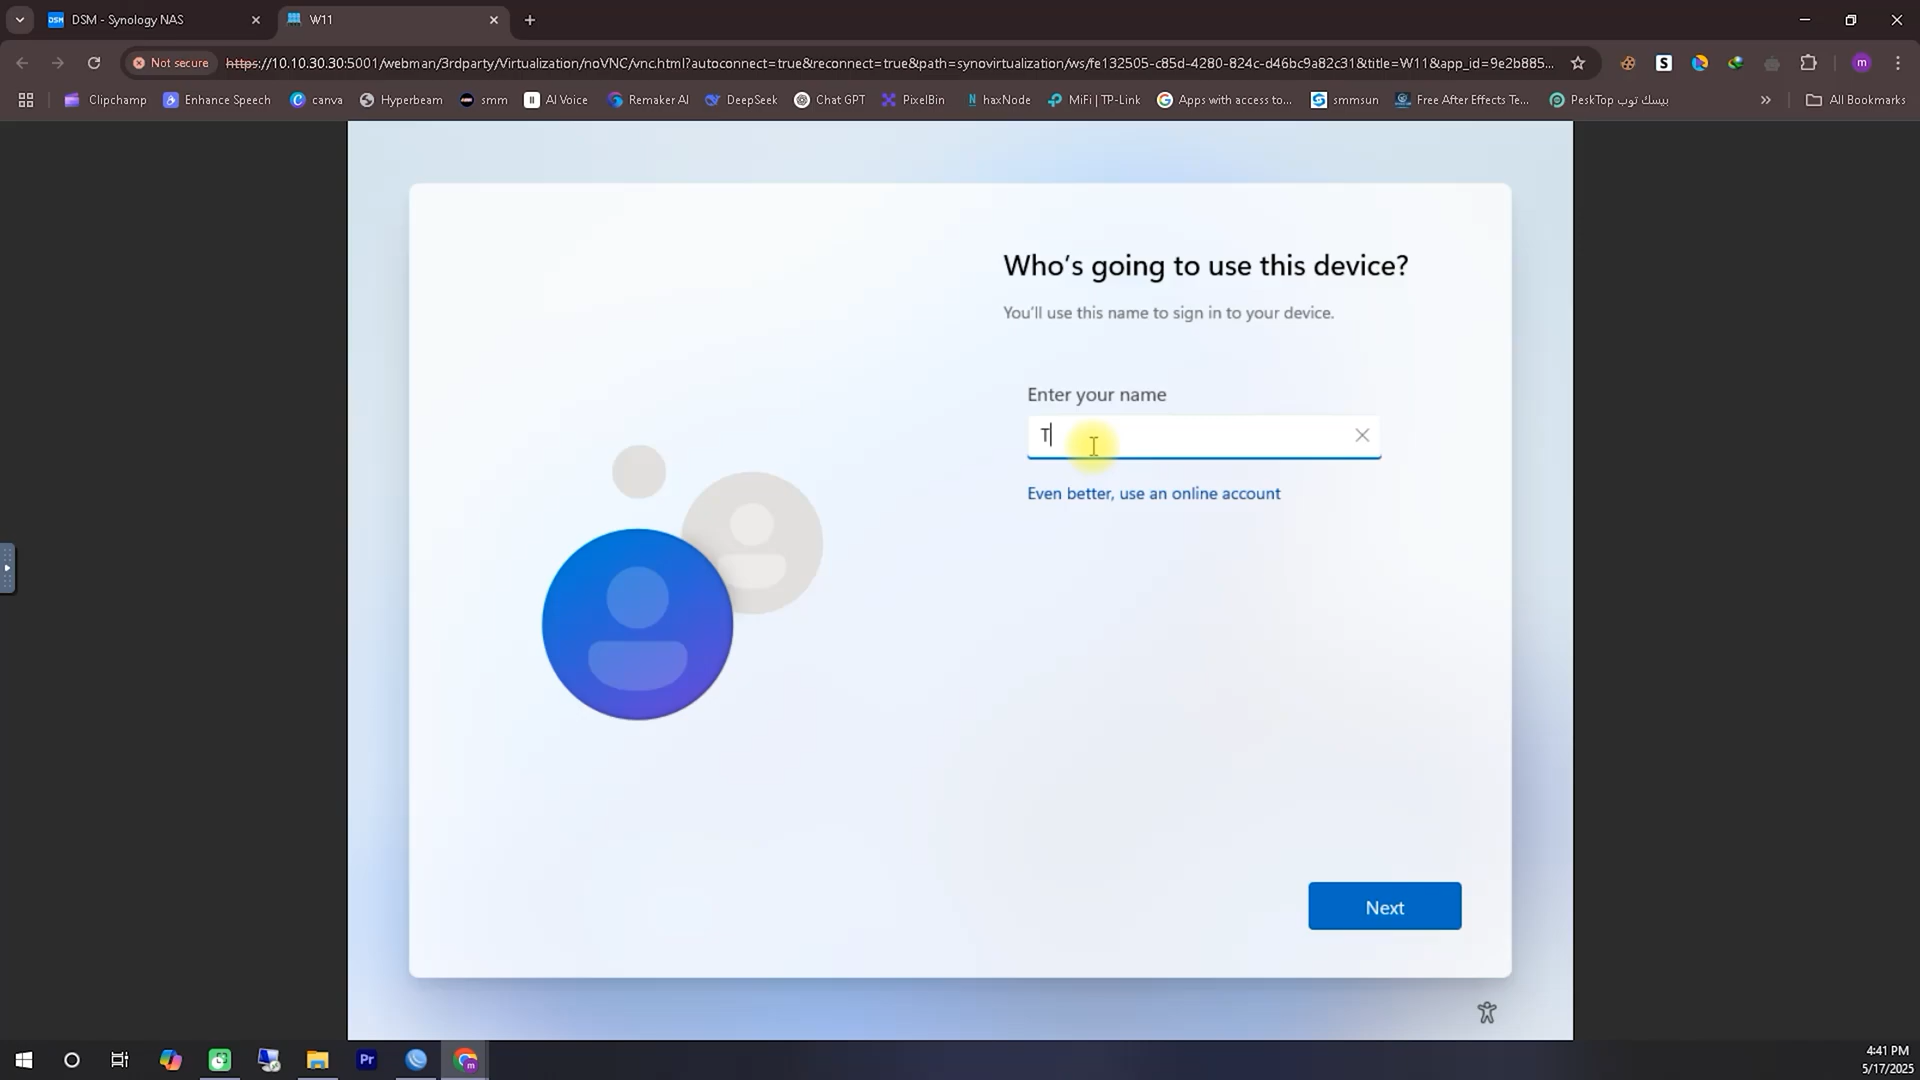 DSM - Synology NAS
W11
Not secure
https://10.10.30.30:5001/webman/3rdparty/Virtualization/noVNC/vnc.html?autoconnect=true&reconnect=true&path=synovirtualization/ws/fe132505-c85d-4280-824c-d46bc9a82c31&title=W11&app_id=9e2b885...
m
Clipchamp
Enhance Speech
canva
Hyperbeam
smm
AI Voice
Remaker AI
DeepSeek
Chat GPT
PixelBin
haxNode
MiFi | TP-Link
Apps with access to...
smmsun
Free After Effects Te...
PeskTop بيسك توب
All Bookmarks
Who's going to use this device?
You'll use this name to sign in to your device.
Enter your name
T
Even better, use an online account
Next
Pr
4:41 PM
5/17/2025